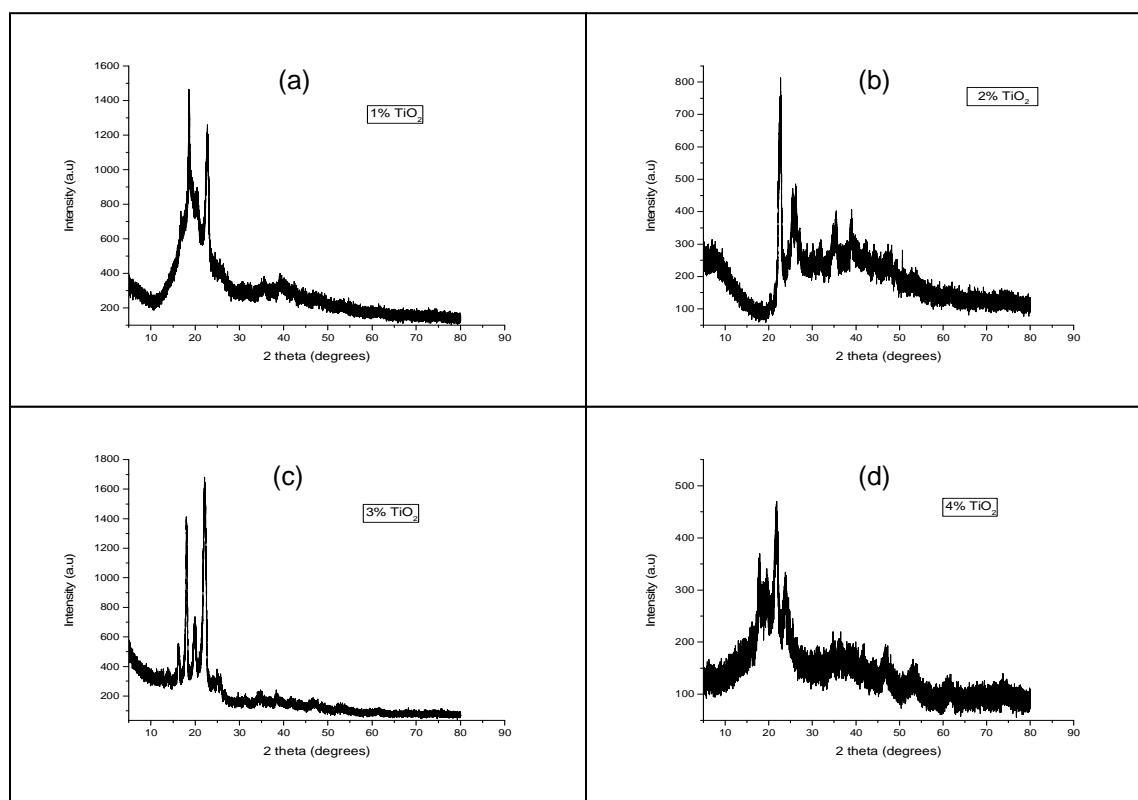 (a)
1% TiO₂
1600
1400
1200
1000
800
600
400
200
Intensity (a.u)
10 20 30 40 50 60 70 80 90
2 theta (degrees)
(b)
2% TiO₂
800
700
600
500
400
300
200
100
Intensity (a.u)
10 20 30 40 50 60 70 80 90
2 theta (degrees)
(c)
3% TiO₂
1800
1600
1400
1200
1000
800
600
400
200
Intensity (a.u)
10 20 30 40 50 60 70 80 90
2 theta (degrees)
(d)
4% TiO₂
500
400
300
200
100
Intensity (a.u)
10 20 30 40 50 60 70 80 90
2 theta (degrees)